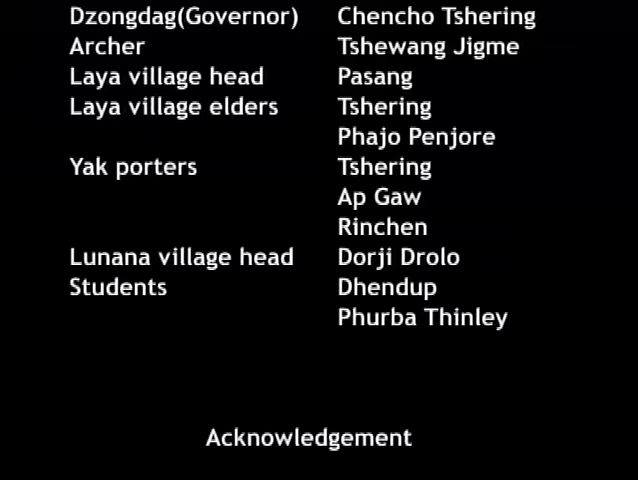 Dzongdag(Governor) Chencho Tshering
Archer Tshewang Jigme
Laya village head Pasang
Laya village elders Tshering
Phajo Penjore
Yak porters Tshering
Ap Gaw
Rinchen
Lunana village head Dorji Drolo
Students Dhendup
Phurba Thinley
Acknowledgement